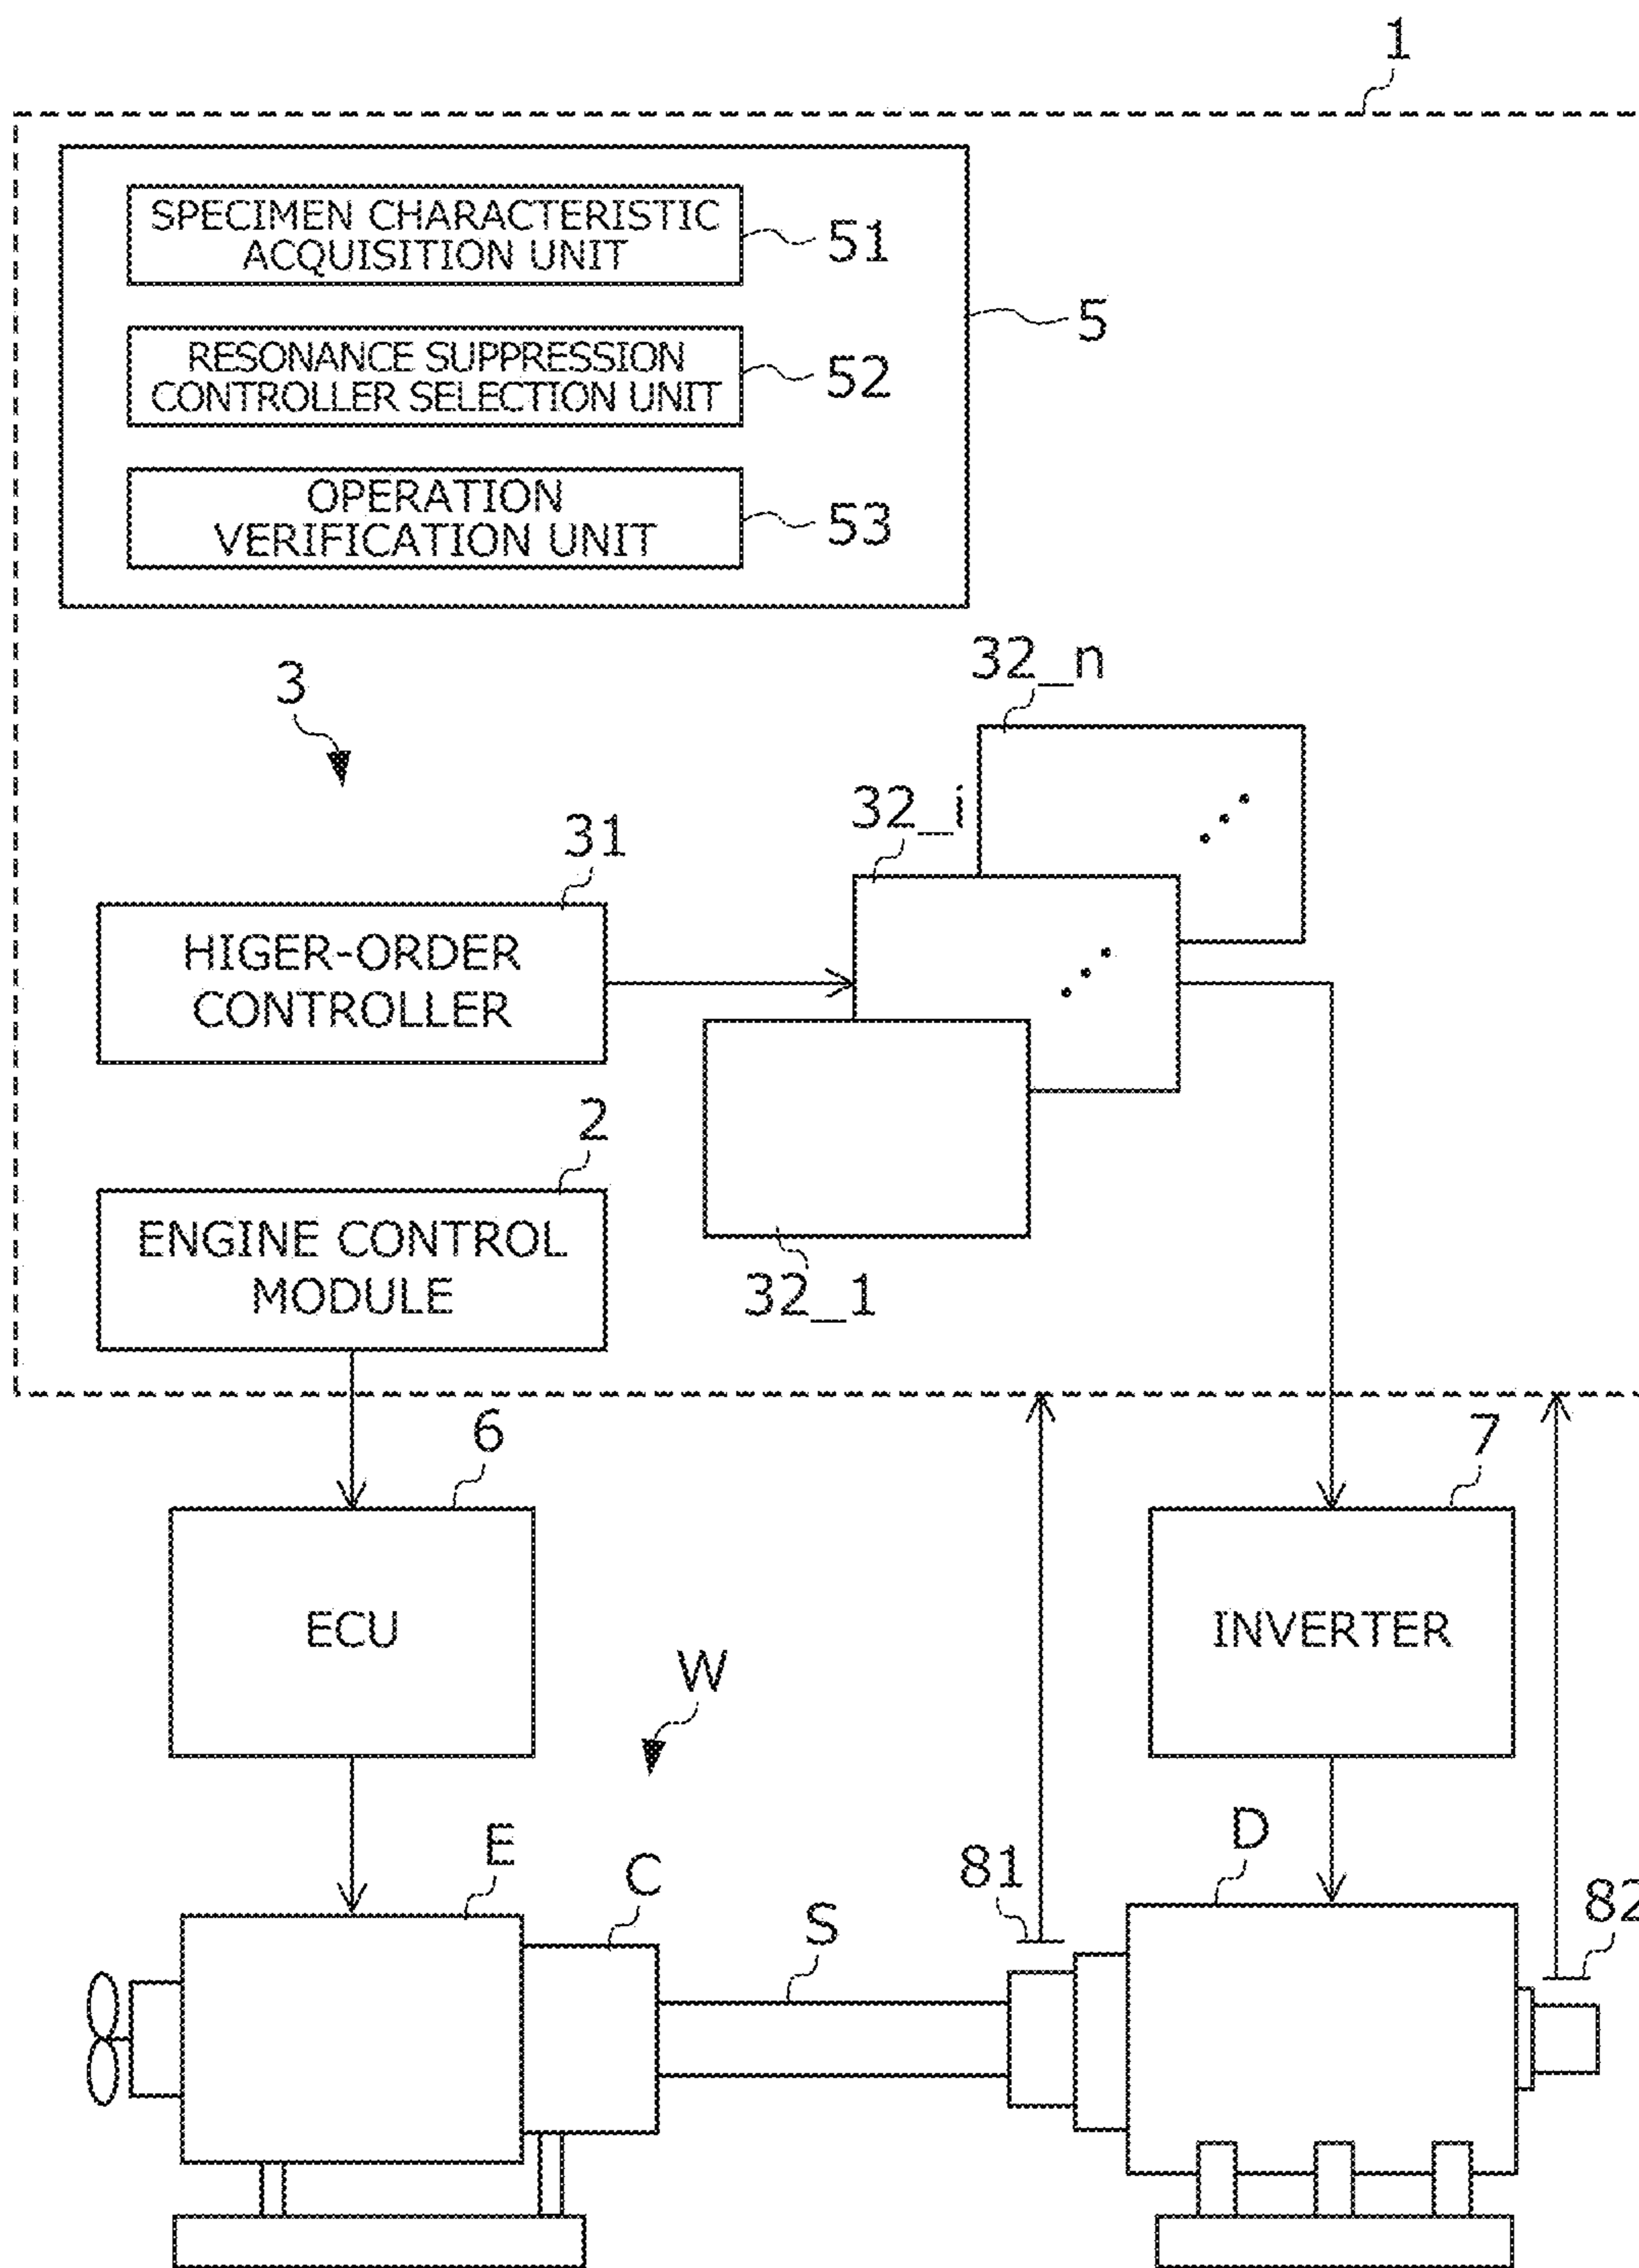 1
SPECIMEN CHARACTERISTIC
ACQUISITION UNIT
51
5
RESONANCE SUPPRESSION
CONTROLLER SELECTION UNIT
52
OPERATION
VERIFICATION UNIT
53
32_n
3
32_i
31
HIGER-ORDER
CONTROLLER
2
ENGINE CONTROL
MODULE
32_1
6
7
ECU
INVERTER
W
E
C
S
81
D
82